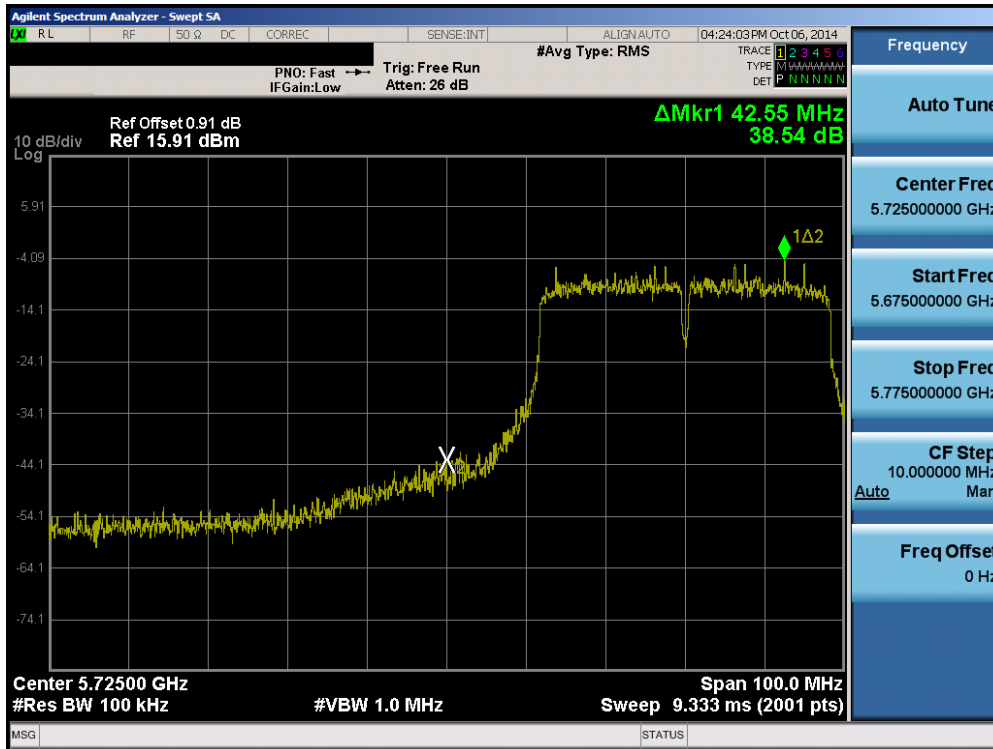 Agilent Spectrum Analyzer - Swept SA
LXI RL RF 50 Ω DC CORREC SENSE:INT ALIGNAUTO 04:24:03 PM Oct 06, 2014
#Avg Type: RMS
TRACE 1 2 3 4 5 6
PNO: Fast Trig: Free Run
TYPE M
IFGain:Low Atten: 26 dB
DET P N N N N N
ΔMkr1 42.55 MHz
38.54 dB
Ref Offset 0.91 dB
10 dB/div Ref 15.91 dBm
Log
5.91
1Δ2
-4.09
-14.1
-24.1
-34.1
-44.1
-54.1
-64.1
-74.1
Center 5.72500 GHz Span 100.0 MHz
#Res BW 100 kHz #VBW 1.0 MHz Sweep 9.333 ms (2001 pts)
MSG STATUS
Frequency
Auto Tune
Center Freq
5.725000000 GHz
Start Freq
5.675000000 GHz
Stop Freq
5.775000000 GHz
CF Step
10.000000 MHz
Auto Man
Freq Offset
0 Hz